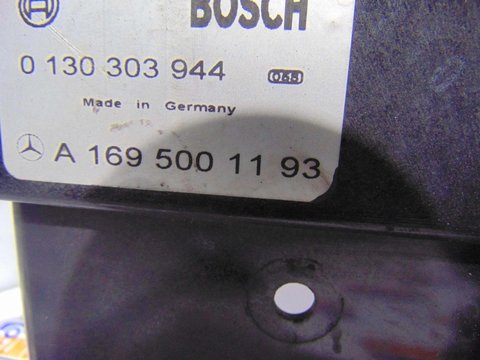 BOSCH
0 130 303 944
Made in Germany
A 169 500 11 93